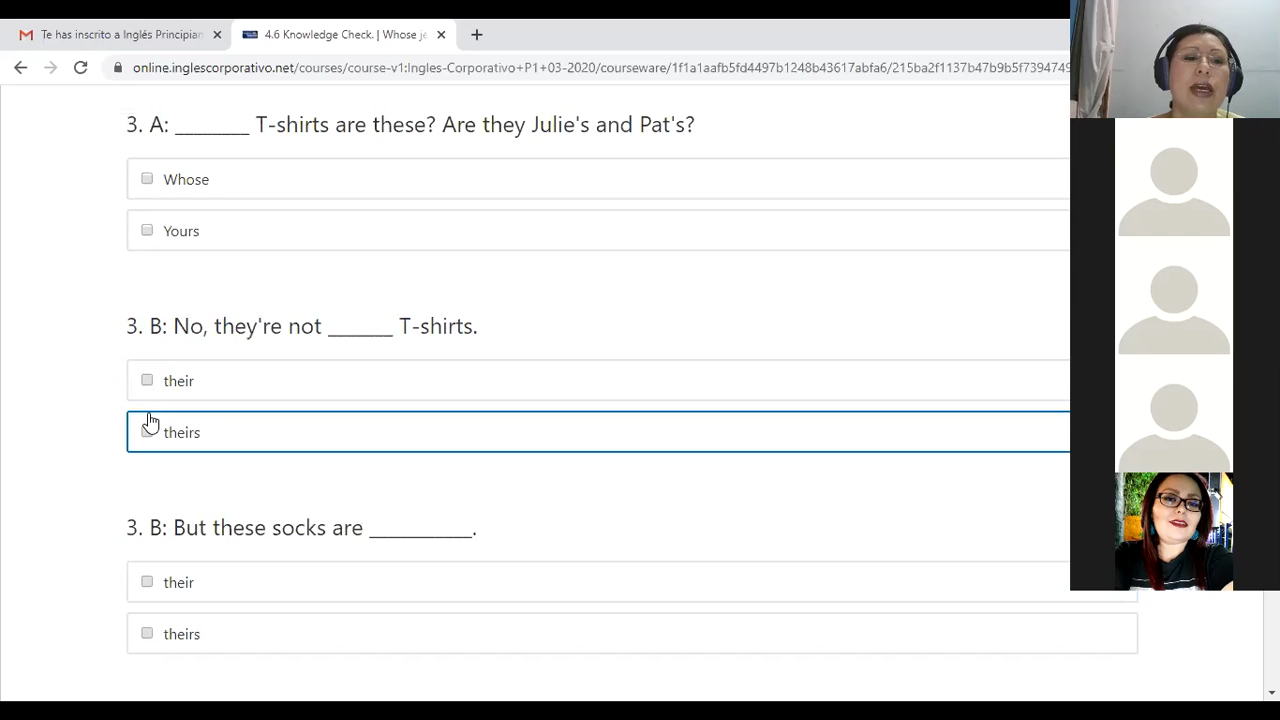 Te has inscrito a Inglés Principian
4.6 Knowledge Check. | Whose je
online.inglescorporativo.net/courses/course-v1:Ingles-Corporativo+P1+03-2020/courseware/1f1a1aafb5fd4497b1248b43617abfa6/215ba2f1137b47b9b5f7394749
3. A: ________ T-shirts are these? Are they Julie's and Pat's?
Whose
Yours
3. B: No, they're not _______ T-shirts.
their
theirs
3. B: But these socks are ___________.
their
theirs